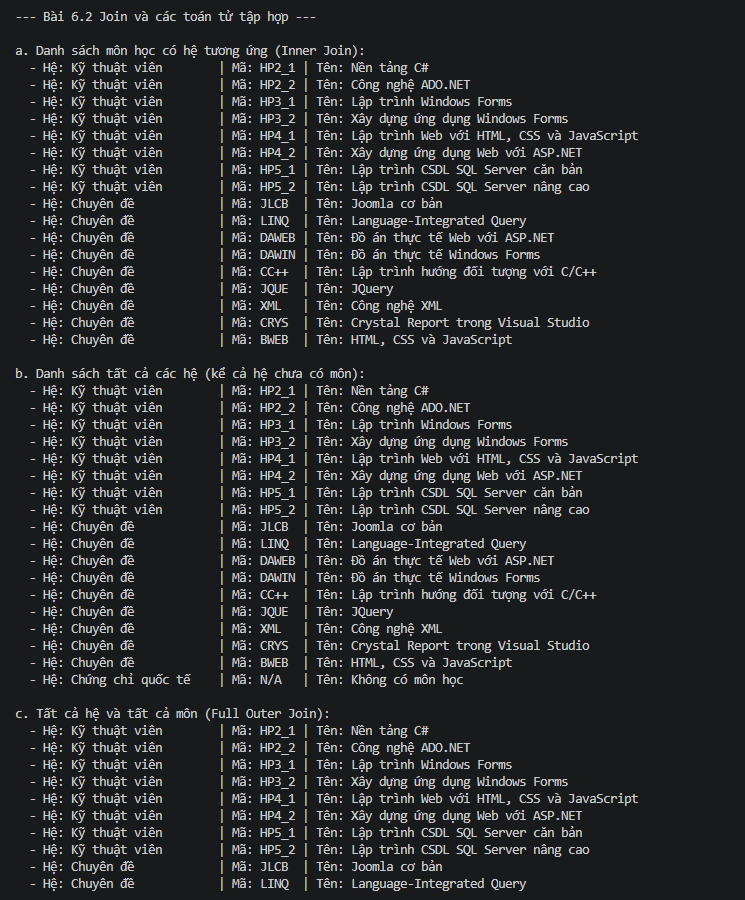 --- Bài 6.2 Join và các toán tử tập hợp ---
a. Danh sách môn học có hệ tương ứng (Inner Join):
- Hệ: Kỹ thuật viên | Mã: HP2_1 | Tên: Nền tảng C#
- Hệ: Kỹ thuật viên | Mã: HP2_2 | Tên: Công nghệ ADO.NET
- Hệ: Kỹ thuật viên | Mã: HP3_1 | Tên: Lập trình Windows Forms
- Hệ: Kỹ thuật viên | Mã: HP3_2 | Tên: Xây dựng ứng dụng Windows Forms
- Hệ: Kỹ thuật viên | Mã: HP4_1 | Tên: Lập trình Web với HTML, CSS và JavaScript
- Hệ: Kỹ thuật viên | Mã: HP4_2 | Tên: Xây dựng ứng dụng Web với ASP.NET
- Hệ: Kỹ thuật viên | Mã: HP5_1 | Tên: Lập trình CSDL SQL Server căn bản
- Hệ: Kỹ thuật viên | Mã: HP5_2 | Tên: Lập trình CSDL SQL Server nâng cao
- Hệ: Chuyên đề | Mã: JLCB | Tên: Joomla cơ bản
- Hệ: Chuyên đề | Mã: LINQ | Tên: Language-Integrated Query
- Hệ: Chuyên đề | Mã: DAWEB | Tên: Đồ án thực tế Web với ASP.NET
- Hệ: Chuyên đề | Mã: DAWIN | Tên: Đồ án thực tế Windows Forms
- Hệ: Chuyên đề | Mã: CC++ | Tên: Lập trình hướng đối tượng với C/C++
- Hệ: Chuyên đề | Mã: JQUE | Tên: JQuery
- Hệ: Chuyên đề | Mã: XML | Tên: Công nghệ XML
- Hệ: Chuyên đề | Mã: CRYS | Tên: Crystal Report trong Visual Studio
- Hệ: Chuyên đề | Mã: BWEB | Tên: HTML, CSS và JavaScript
b. Danh sách tất cả các hệ (kể cả hệ chưa có môn):
- Hệ: Kỹ thuật viên | Mã: HP2_1 | Tên: Nền tảng C#
- Hệ: Kỹ thuật viên | Mã: HP2_2 | Tên: Công nghệ ADO.NET
- Hệ: Kỹ thuật viên | Mã: HP3_1 | Tên: Lập trình Windows Forms
- Hệ: Kỹ thuật viên | Mã: HP3_2 | Tên: Xây dựng ứng dụng Windows Forms
- Hệ: Kỹ thuật viên | Mã: HP4_1 | Tên: Lập trình Web với HTML, CSS và JavaScript
- Hệ: Kỹ thuật viên | Mã: HP4_2 | Tên: Xây dựng ứng dụng Web với ASP.NET
- Hệ: Kỹ thuật viên | Mã: HP5_1 | Tên: Lập trình CSDL SQL Server căn bản
- Hệ: Kỹ thuật viên | Mã: HP5_2 | Tên: Lập trình CSDL SQL Server nâng cao
- Hệ: Chuyên đề | Mã: JLCB | Tên: Joomla cơ bản
- Hệ: Chuyên đề | Mã: LINQ | Tên: Language-Integrated Query
- Hệ: Chuyên đề | Mã: DAWEB | Tên: Đồ án thực tế Web với ASP.NET
- Hệ: Chuyên đề | Mã: DAWIN | Tên: Đồ án thực tế Windows Forms
- Hệ: Chuyên đề | Mã: CC++ | Tên: Lập trình hướng đối tượng với C/C++
- Hệ: Chuyên đề | Mã: JQUE | Tên: JQuery
- Hệ: Chuyên đề | Mã: XML | Tên: Công nghệ XML
- Hệ: Chuyên đề | Mã: CRYS | Tên: Crystal Report trong Visual Studio
- Hệ: Chuyên đề | Mã: BWEB | Tên: HTML, CSS và JavaScript
- Hệ: Chứng chỉ quốc tế | Mã: N/A | Tên: Không có môn học
c. Tất cả hệ và tất cả môn (Full Outer Join):
- Hệ: Kỹ thuật viên | Mã: HP2_1 | Tên: Nền tảng C#
- Hệ: Kỹ thuật viên | Mã: HP2_2 | Tên: Công nghệ ADO.NET
- Hệ: Kỹ thuật viên | Mã: HP3_1 | Tên: Lập trình Windows Forms
- Hệ: Kỹ thuật viên | Mã: HP3_2 | Tên: Xây dựng ứng dụng Windows Forms
- Hệ: Kỹ thuật viên | Mã: HP4_1 | Tên: Lập trình Web với HTML, CSS và JavaScript
- Hệ: Kỹ thuật viên | Mã: HP4_2 | Tên: Xây dựng ứng dụng Web với ASP.NET
- Hệ: Kỹ thuật viên | Mã: HP5_1 | Tên: Lập trình CSDL SQL Server căn bản
- Hệ: Kỹ thuật viên | Mã: HP5_2 | Tên: Lập trình CSDL SQL Server nâng cao
- Hệ: Chuyên đề | Mã: JLCB | Tên: Joomla cơ bản
- Hệ: Chuyên đề | Mã: LINQ | Tên: Language-Integrated Query